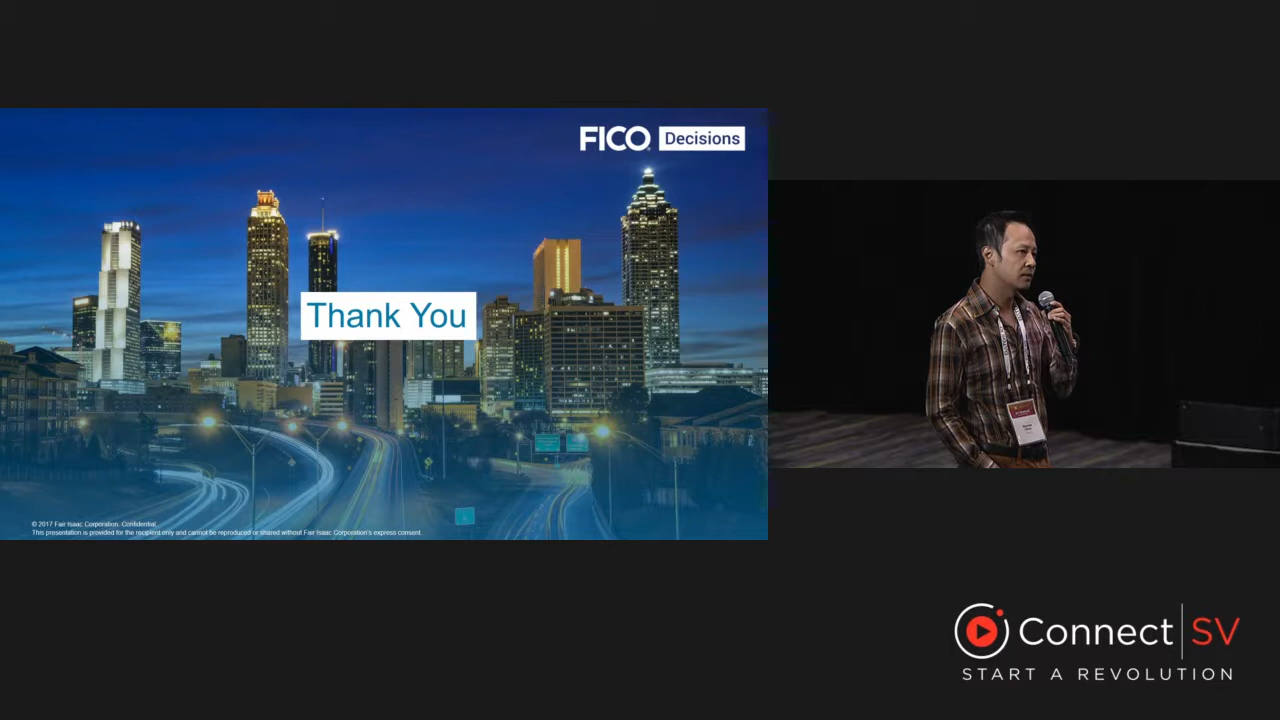 FICO Decisions
Thank You
© 2017 Fair Isaac Corporation. Confidential.
This presentation is provided for the recipient only and cannot be reproduced or shared without Fair Isaac Corporation's express consent.
Connect SV
START A REVOLUTION